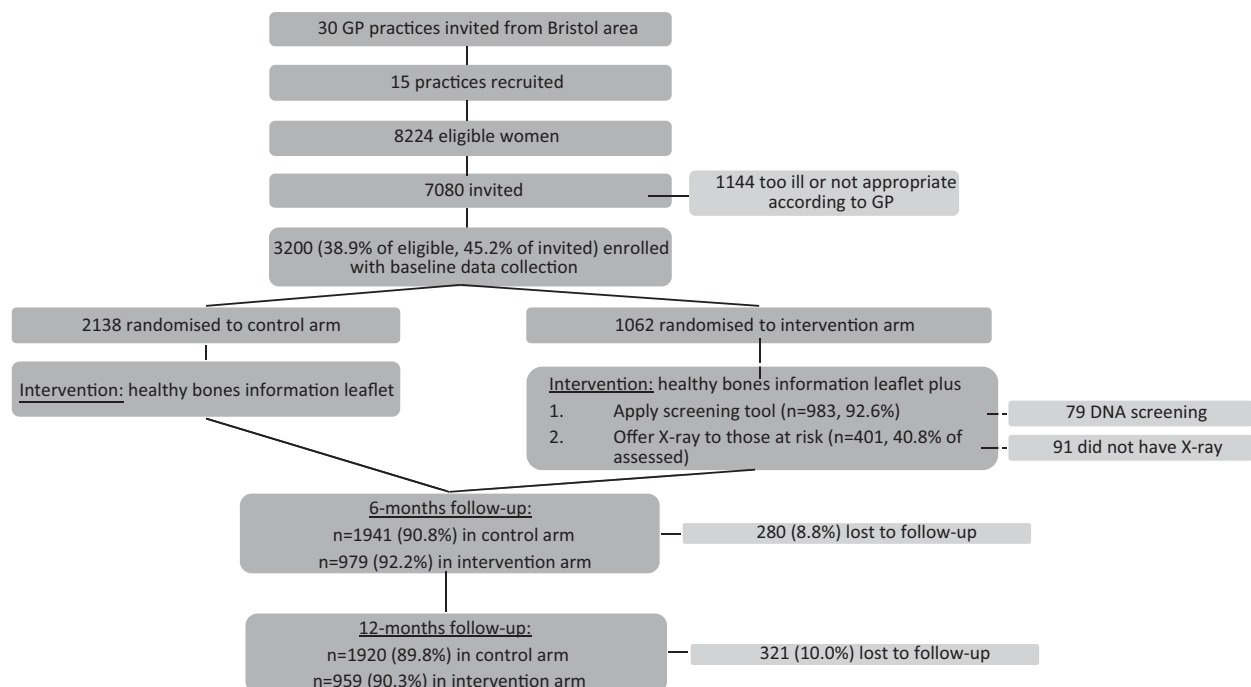 30 GP practices invited from Bristol area
15 practices recruited
8224 eligible women
7080 invited
1144 too ill or not appropriate
according to GP
3200 (38.9% of eligible, 45.2% of invited) enrolled
with baseline data collection
2138 randomised to control arm
1062 randomised to intervention arm
Intervention: healthy bones information leaflet
Intervention: healthy bones information leaflet plus
1. Apply screening tool (n=983, 92.6%)
2. Offer X-ray to those at risk (n=401, 40.8% of
assessed)
79 DNA screening
91 did not have X-ray
6-months follow-up:
n=1941 (90.8%) in control arm
n=979 (92.2%) in intervention arm
280 (8.8%) lost to follow-up
12-months follow-up:
n=1920 (89.8%) in control arm
n=959 (90.3%) in intervention arm
321 (10.0%) lost to follow-up